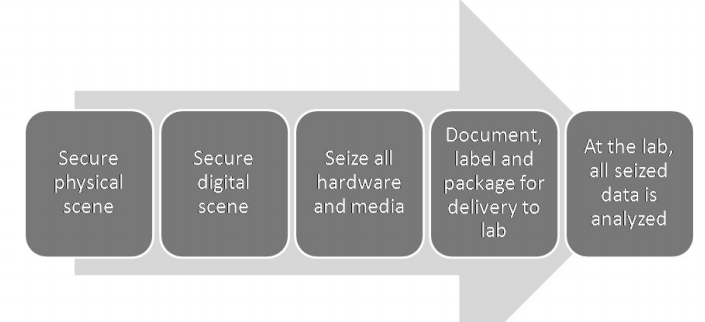 Secure
physical
scene
Secure
digital
scene
Seize all
hardware
and media
Document,
label and
package for
delivery to
lab
At the lab,
all seized
data is
analyzed